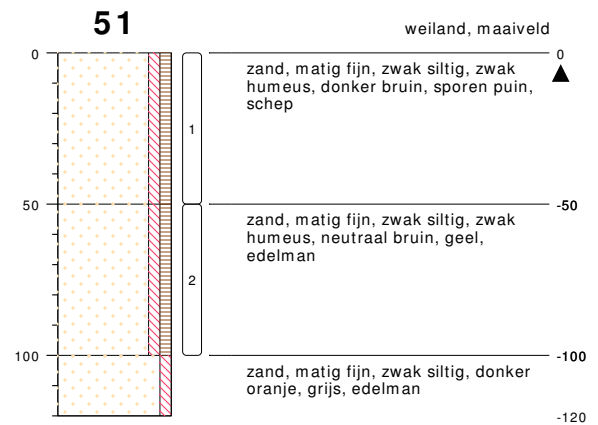 51
weiland, maaiveld
0
0
zand, matig fijn, zwak siltig, zwak
humeus, donker bruin, sporen puin,
schep
1
50
-50
zand, matig fijn, zwak siltig, zwak
humeus, neutraal bruin, geel,
edelman
2
100
-100
zand, matig fijn, zwak siltig, donker
oranje, grijs, edelman
-120